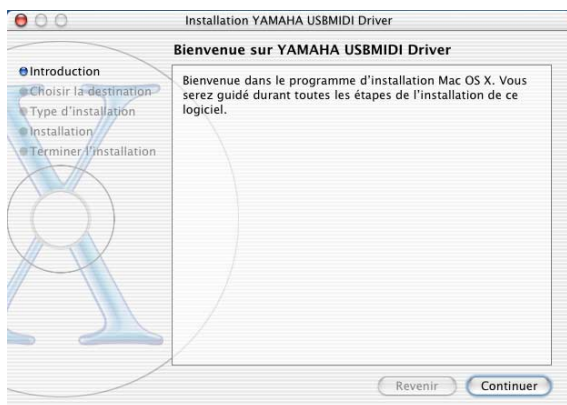 Installation YAMAHA USBMIDI Driver
Bienvenue sur YAMAHA USBMIDI Driver
Introduction
Choisir la destination
Type d'installation
Installation
Terminer l'installation
Bienvenue dans le programme d'installation Mac OS X. Vous
serez guidé durant toutes les étapes de l'installation de ce
logiciel.
Revenir
Continuer